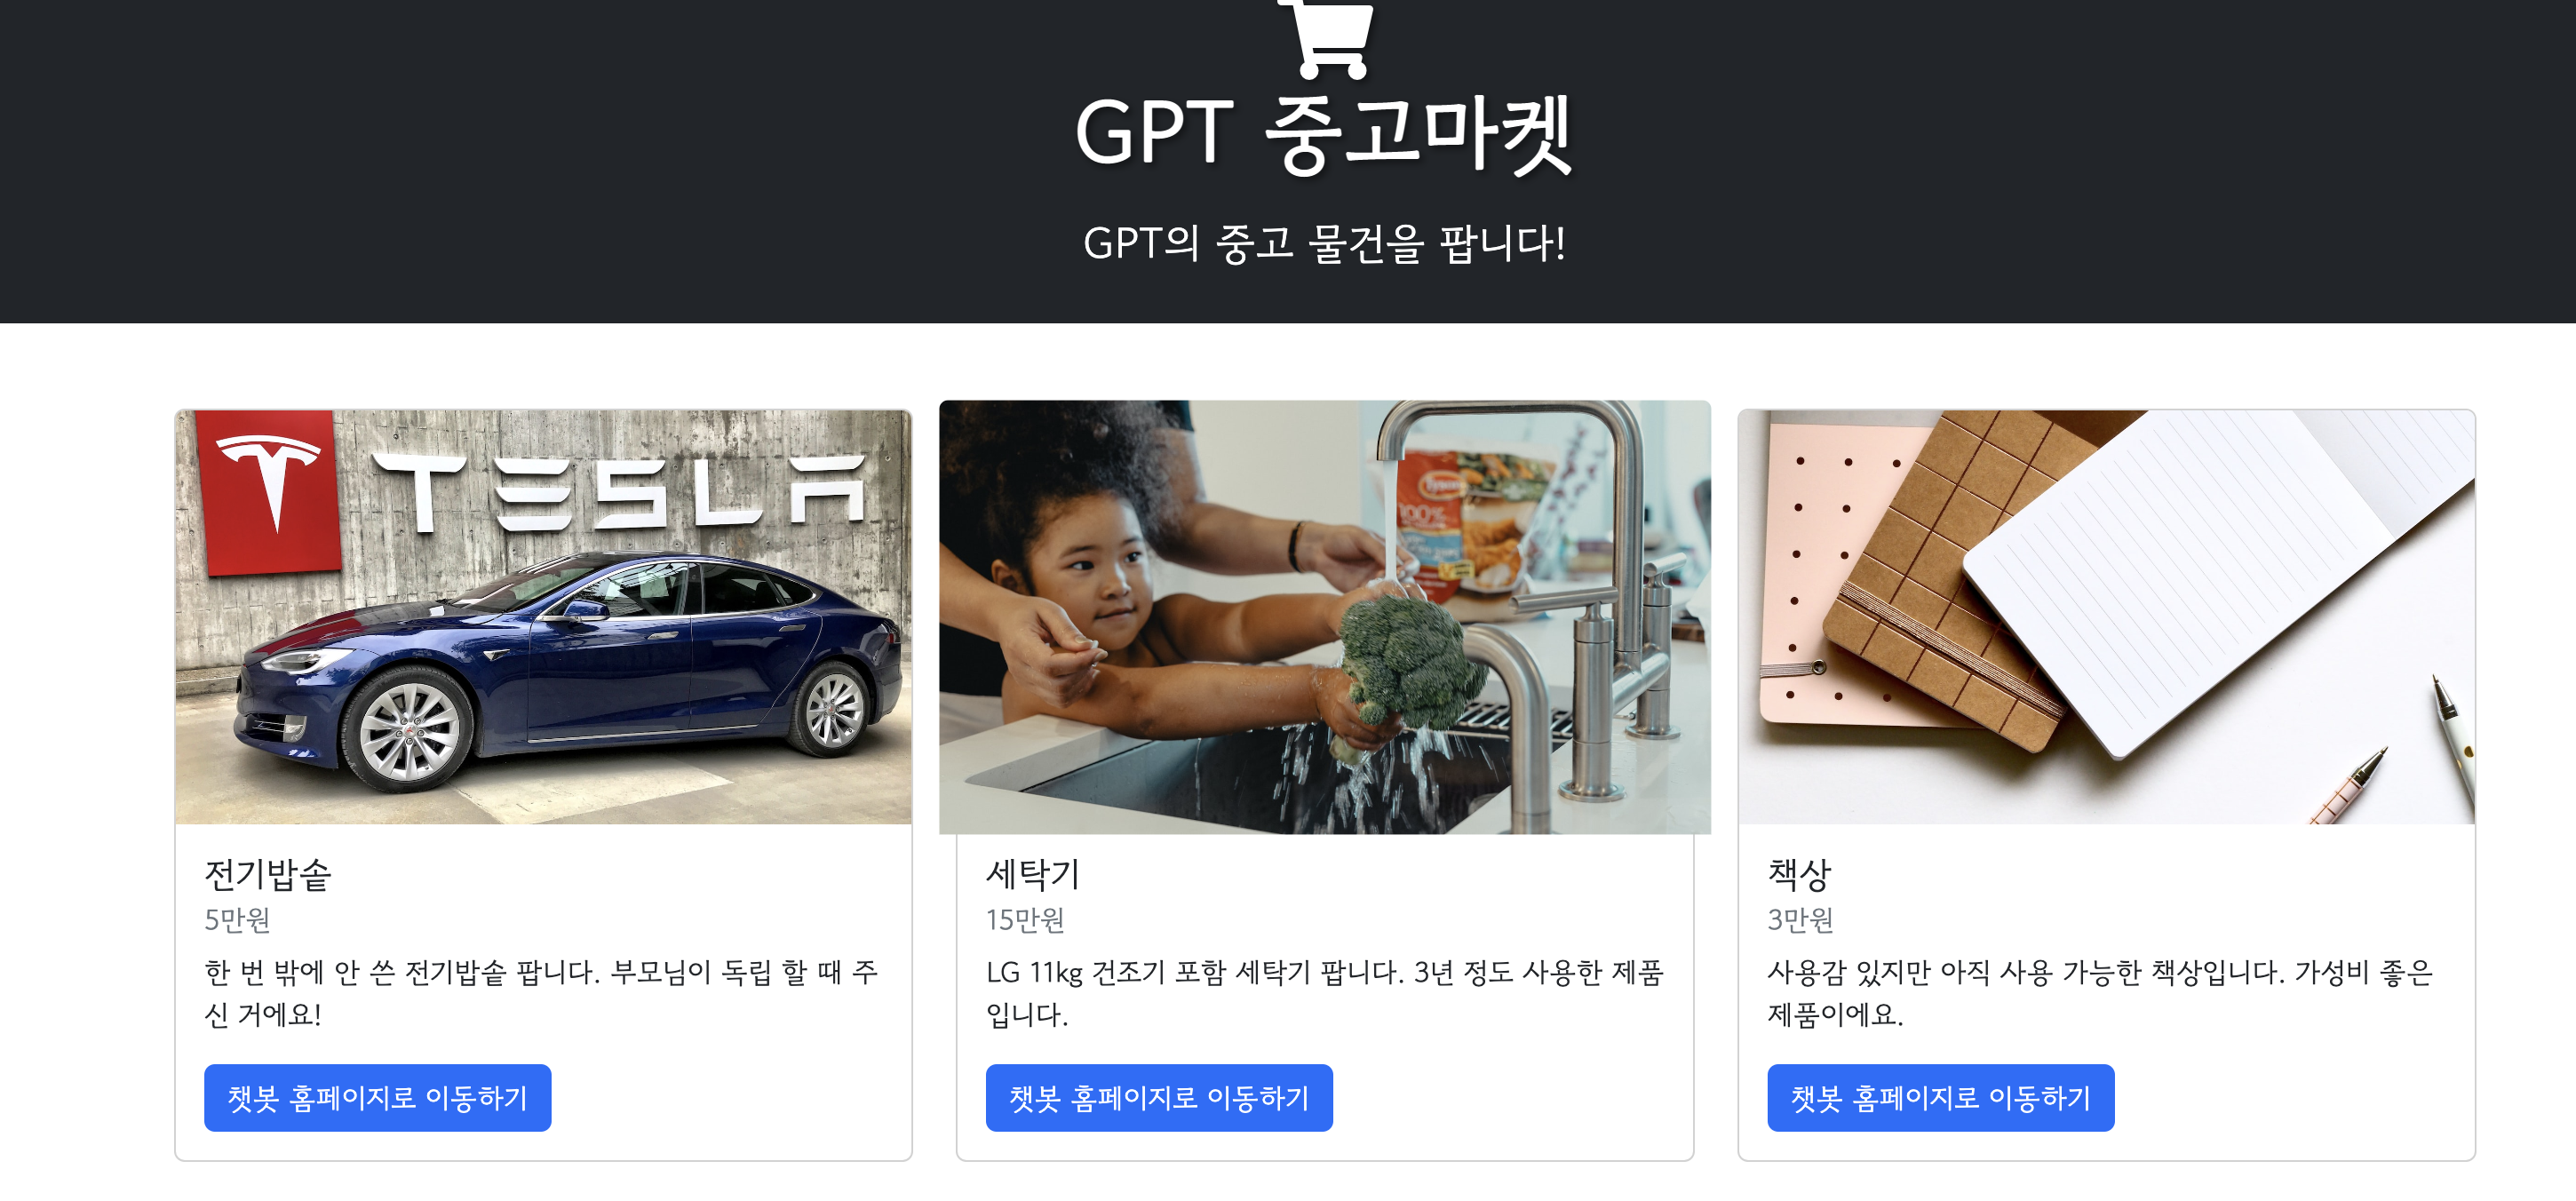 GPT 중고마켓
GPT의 중고 물건을 팝니다!
TESLA
Tyson
100%
전기밥솥
5만원
한 번 밖에 안 쓴 전기밥솥 팝니다. 부모님이 독립 할 때 주
신 거에요!
챗봇 홈페이지로 이동하기
세탁기
15만원
LG 11kg 건조기 포함 세탁기 팝니다. 3년 정도 사용한 제품
입니다.
챗봇 홈페이지로 이동하기
책상
3만원
사용감 있지만 아직 사용 가능한 책상입니다. 가성비 좋은
제품이에요.
챗봇 홈페이지로 이동하기